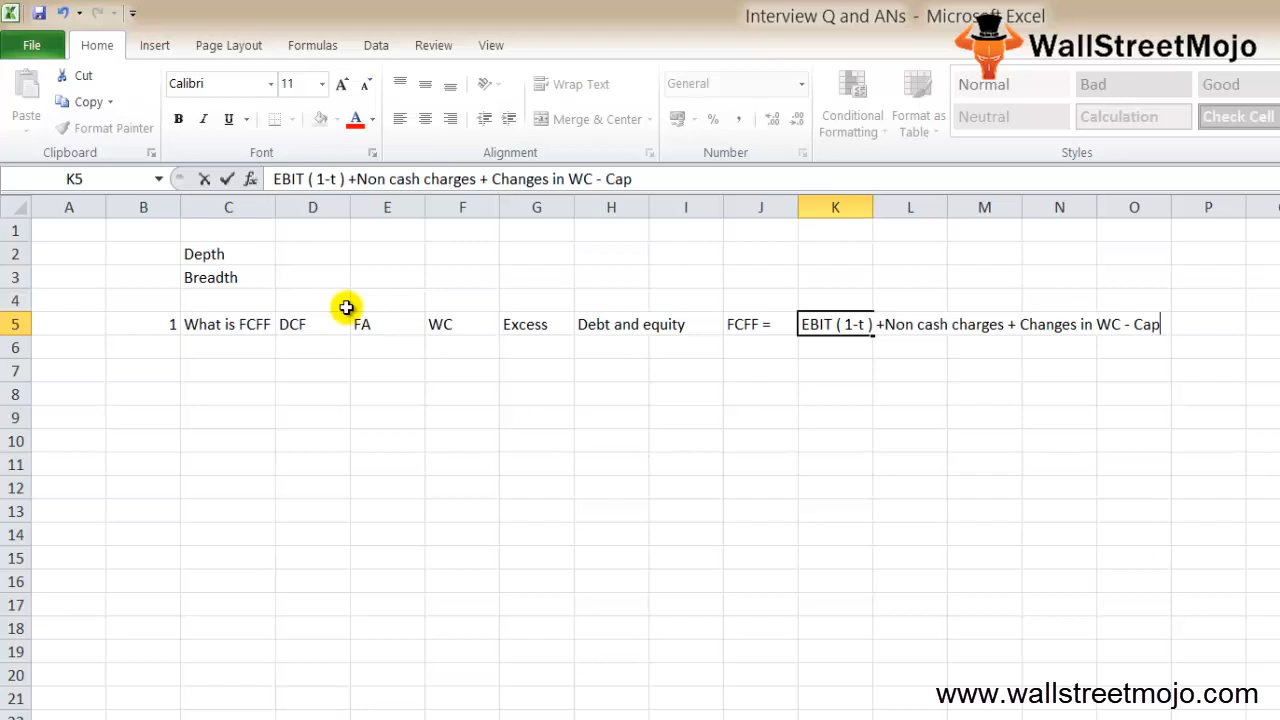 Interview Q and ANs - Microsoft Excel
WallStreetMojo
File Home Insert Page Layout Formulas Data Review View
Paste
Cut
Copy
Format Painter
Clipboard
Calibri 11
B I U
Font
Wrap Text
Merge & Center
Alignment
General
% ,
Number
Conditional Formatting
Format as Table
Normal Bad Good
Neutral Calculation Check Cell
Styles
K5 fx EBIT ( 1-t ) +Non cash charges + Changes in WC - Cap
A B C D E F G H I J K L M N O P
1
2 Depth
3 Breadth
4
5 1 What is FCFF DCF FA WC Excess Debt and equity FCFF = EBIT ( 1-t ) +Non cash charges + Changes in WC - Cap
6
7
8
9
10
11
12
13
14
15
16
17
18
19
20
21
www.wallstreetmojo.com